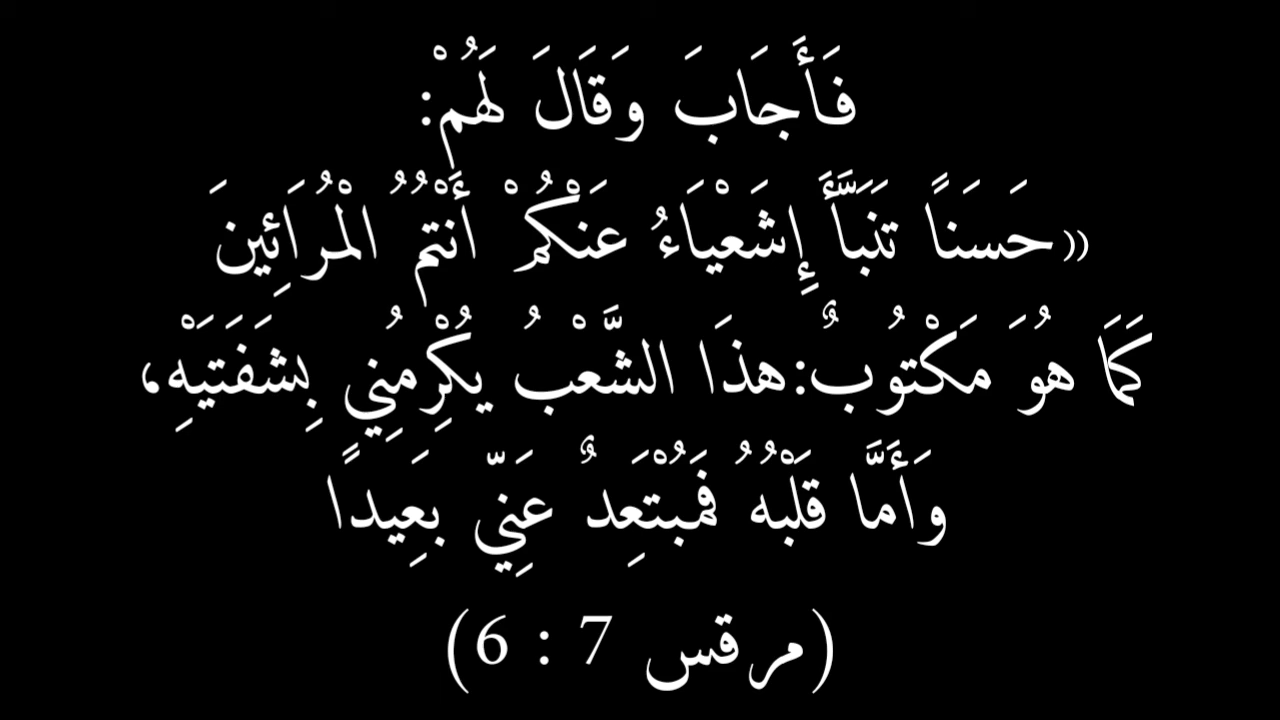 فَأَجَابَ وَقَالَ لَهُمْ:
«حَسَنًا تَنَبَّأَ إِشَعْيَاءُ عَنْكُمْ أَنْتُمُ الْمُرَائِينَ
كَمَا هُوَ مَكْتُوبٌ:هذَا الشَّعْبُ يُكْرِمُنِي بِشَفَتَيْهِ،
وَأَمَّا قَلْبُهُ فَمُبْتَعِدٌ عَنِّي بَعِيدًا
(مرقس 7 : 6)